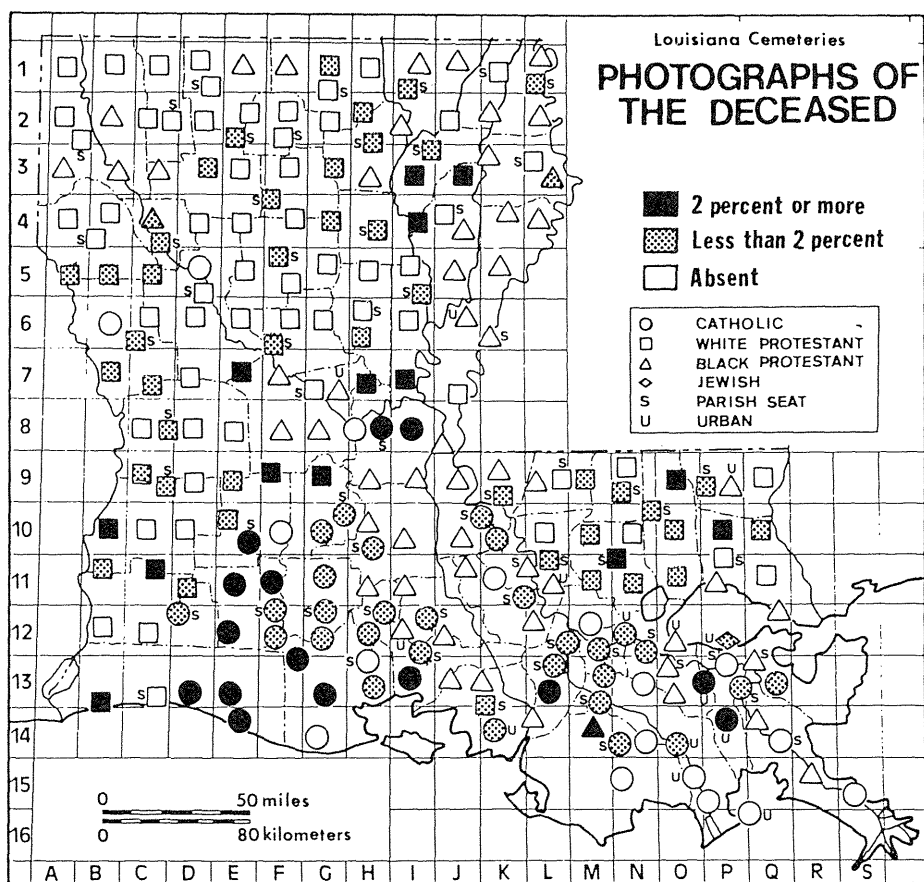 Louisiana Cemeteries
PHOTOGRAPHS OF
THE DECEASED
2 percent or more
Less than 2 percent
Absent
CATHOLIC
WHITE PROTESTANT
BLACK PROTESTANT
JEWISH
S PARISH SEAT
U URBAN
1
2
3
4
5
6
7
8
9
10
11
12
13
14
15
16
0 50 miles
0 80 kilometers
A B C D E F G H I J K L M N O P Q R S